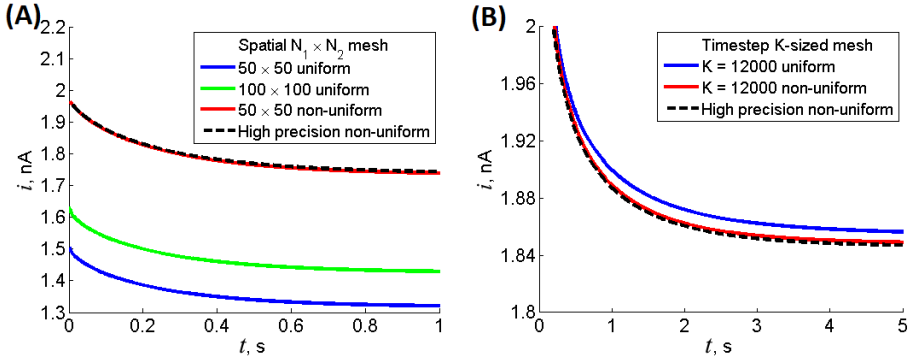 (A)
2.2
2.1
2
1.9
1.8
1.7
1.6
1.5
1.4
1.3
i, nA
Spatial N1 × N2 mesh
50 × 50 uniform
100 × 100 uniform
50 × 50 non-uniform
High precision non-uniform
0
0.2
0.4
0.6
0.8
1
t, s
(B)
2
1.96
1.92
1.88
1.84
1.8
i, nA
Timestep K-sized mesh
K = 12000 uniform
K = 12000 non-uniform
High precision non-uniform
0
1
2
3
4
5
t, s